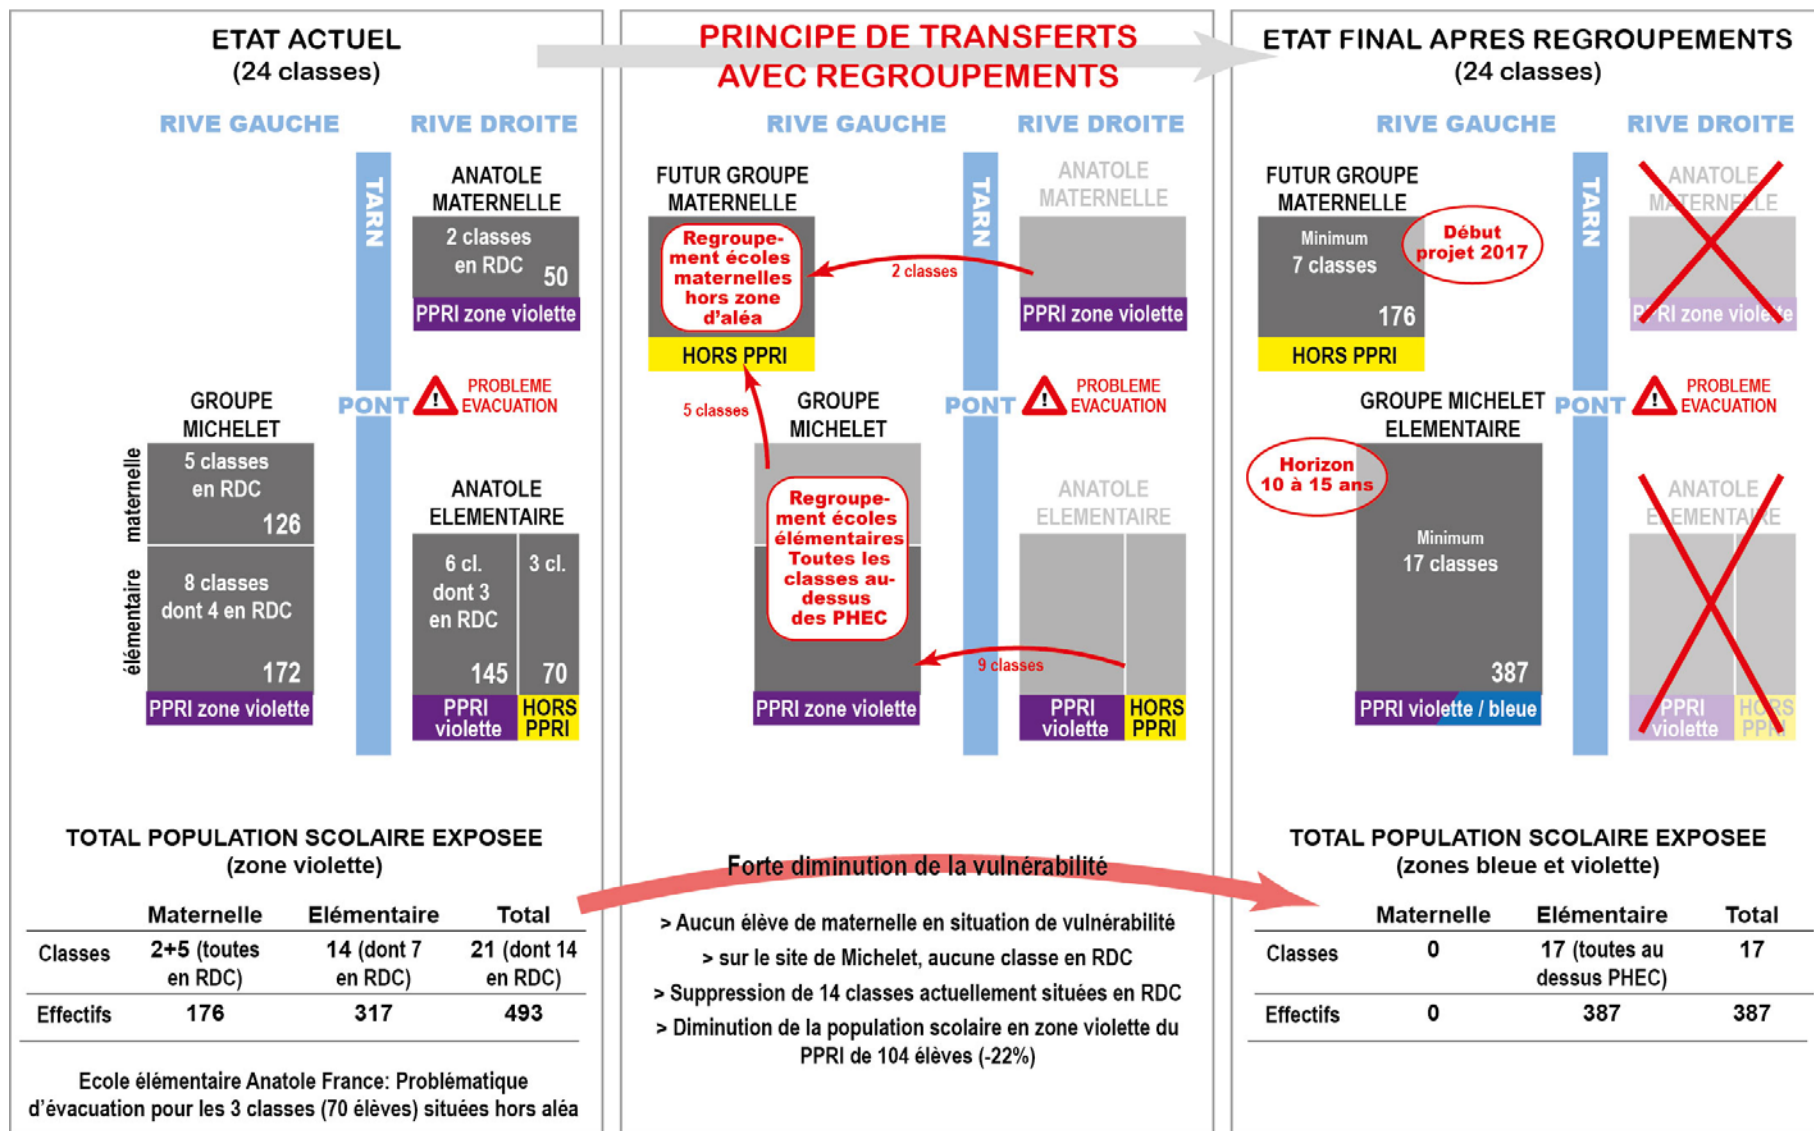 ETAT ACTUEL
(24 classes)
RIVE GAUCHE
RIVE DROITE
TARN
PONT
ANATOLE
MATERNELLE
2 classes
en RDC
50
PPRI zone violette
!
PROBLEME
EVACUATION
GROUPE
MICHELET
maternelle
5 classes
en RDC
126
élémentaire
8 classes
dont 4 en RDC
172
PPRI zone violette
ANATOLE
ELEMENTAIRE
6 cl.
dont 3
en RDC
145
3 cl.
70
PPRI
violette
HORS
PPRI
TOTAL POPULATION SCOLAIRE EXPOSEE
(zone violette)
Maternelle Elémentaire Total
Classes 2+5 (toutes en RDC) 14 (dont 7 en RDC) 21 (dont 14 en RDC)
Effectifs 176 317 493
Ecole élémentaire Anatole France: Problématique
d'évacuation pour les 3 classes (70 élèves) situées hors aléa
PRINCIPE DE TRANSFERTS
AVEC REGROUPEMENTS
RIVE GAUCHE
RIVE DROITE
TARN
PONT
FUTUR GROUPE
MATERNELLE
Regroupe-
ment écoles
maternelles
hors zone
d'aléa
HORS PPRI
2 classes
ANATOLE
MATERNELLE
PPRI zone violette
!
PROBLEME
EVACUATION
5 classes
GROUPE
MICHELET
Regroupe-
ment écoles
élémentaires
Toutes les
classes au-
dessus
des PHEC
PPRI zone violette
9 classes
ANATOLE
ELEMENTAIRE
PPRI
violette
HORS
PPRI
Forte diminution de la vulnérabilité
> Aucun élève de maternelle en situation de vulnérabilité
> sur le site de Michelet, aucune classe en RDC
> Suppression de 14 classes actuellement situées en RDC
> Diminution de la population scolaire en zone violette du
PPRI de 104 élèves (-22%)
ETAT FINAL APRES REGROUPEMENTS
(24 classes)
RIVE GAUCHE
RIVE DROITE
TARN
PONT
FUTUR GROUPE
MATERNELLE
Minimum
7 classes
176
HORS PPRI
Début
projet 2017
ANATOLE
MATERNELLE
PPRI zone violette
!
PROBLEME
EVACUATION
GROUPE MICHELET
ELEMENTAIRE
Horizon
10 à 15 ans
Minimum
17 classes
387
PPRI violette / bleue
ANATOLE
ELEMENTAIRE
PPRI
violette
HORS
PPRI
TOTAL POPULATION SCOLAIRE EXPOSEE
(zones bleue et violette)
Maternelle Elémentaire Total
Classes 0 17 (toutes au dessus PHEC) 17
Effectifs 0 387 387